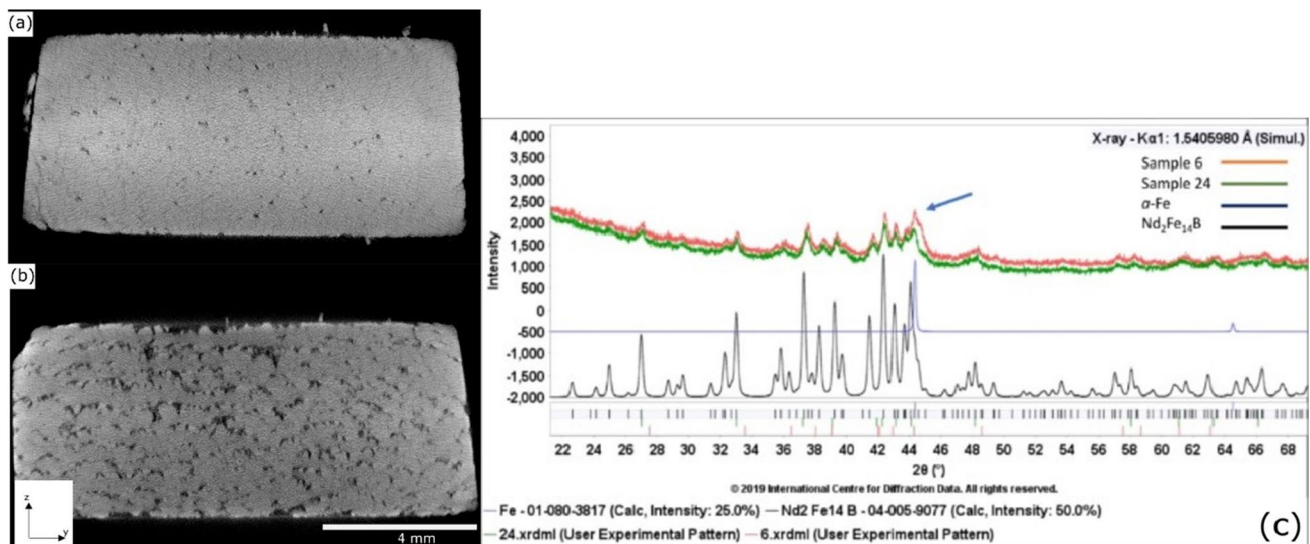 (a)
(b)
z
y
4 mm
4,000
3,500
3,000
2,500
2,000
1,500
1,000
500
0
-500
-1,000
-1,500
-2,000
Intensity
X-ray - Kα1: 1.5405980 Å (Simul.)
Sample 6
Sample 24
α-Fe
Nd2Fe14B
22 24 26 28 30 32 34 36 38 40 42 44 46 48 50 52 54 56 58 60 62 64 66 68
2θ (°)
© 2019 International Centre for Diffraction Data. All rights reserved.
Fe - 01-080-3817 (Calc, Intensity: 25.0%) Nd2 Fe14 B - 04-005-9077 (Calc, Intensity: 50.0%)
24.xrdml (User Experimental Pattern) 6.xrdml (User Experimental Pattern)
(c)